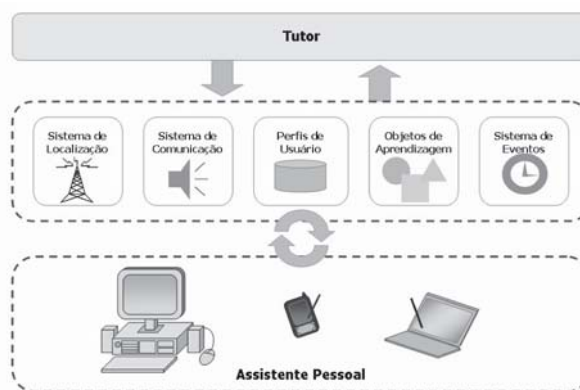 Tutor
Sistema de
Localização
Sistema de
Comunicação
Perfis de
Usuário
Objetos de
Aprendizagem
Sistema de
Eventos
Assistente Pessoal